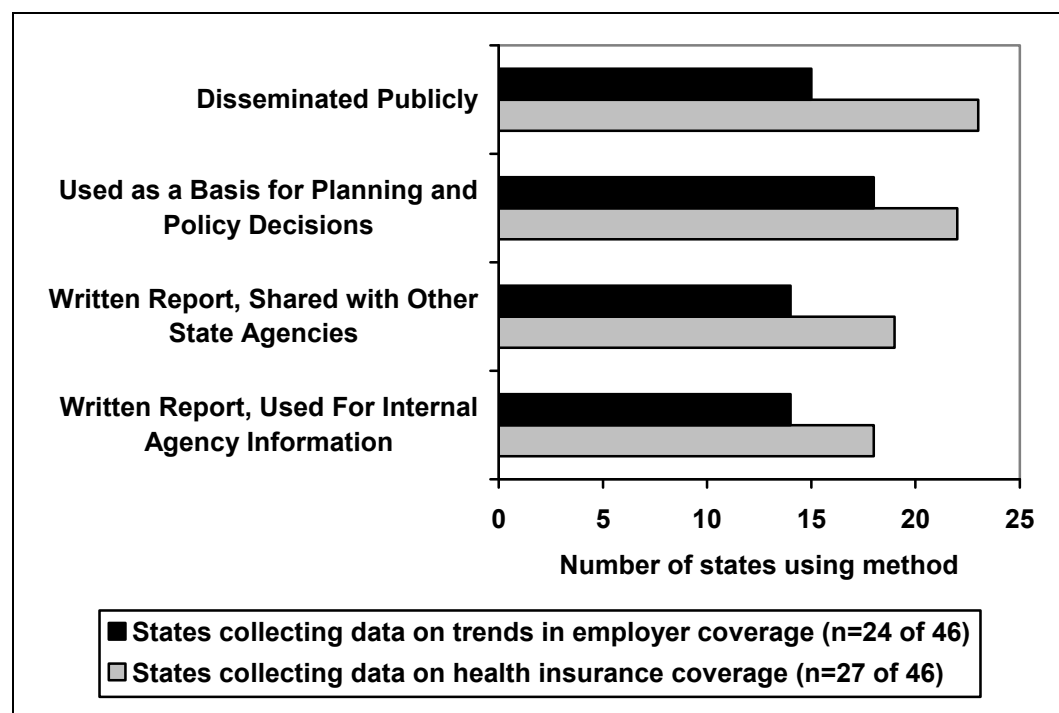 Disseminated Publicly
Used as a Basis for Planning and
Policy Decisions
Written Report, Shared with Other
State Agencies
Written Report, Used For Internal
Agency Information
0 5 10 15 20 25
Number of states using method
States collecting data on trends in employer coverage (n=24 of 46)
States collecting data on health insurance coverage (n=27 of 46)